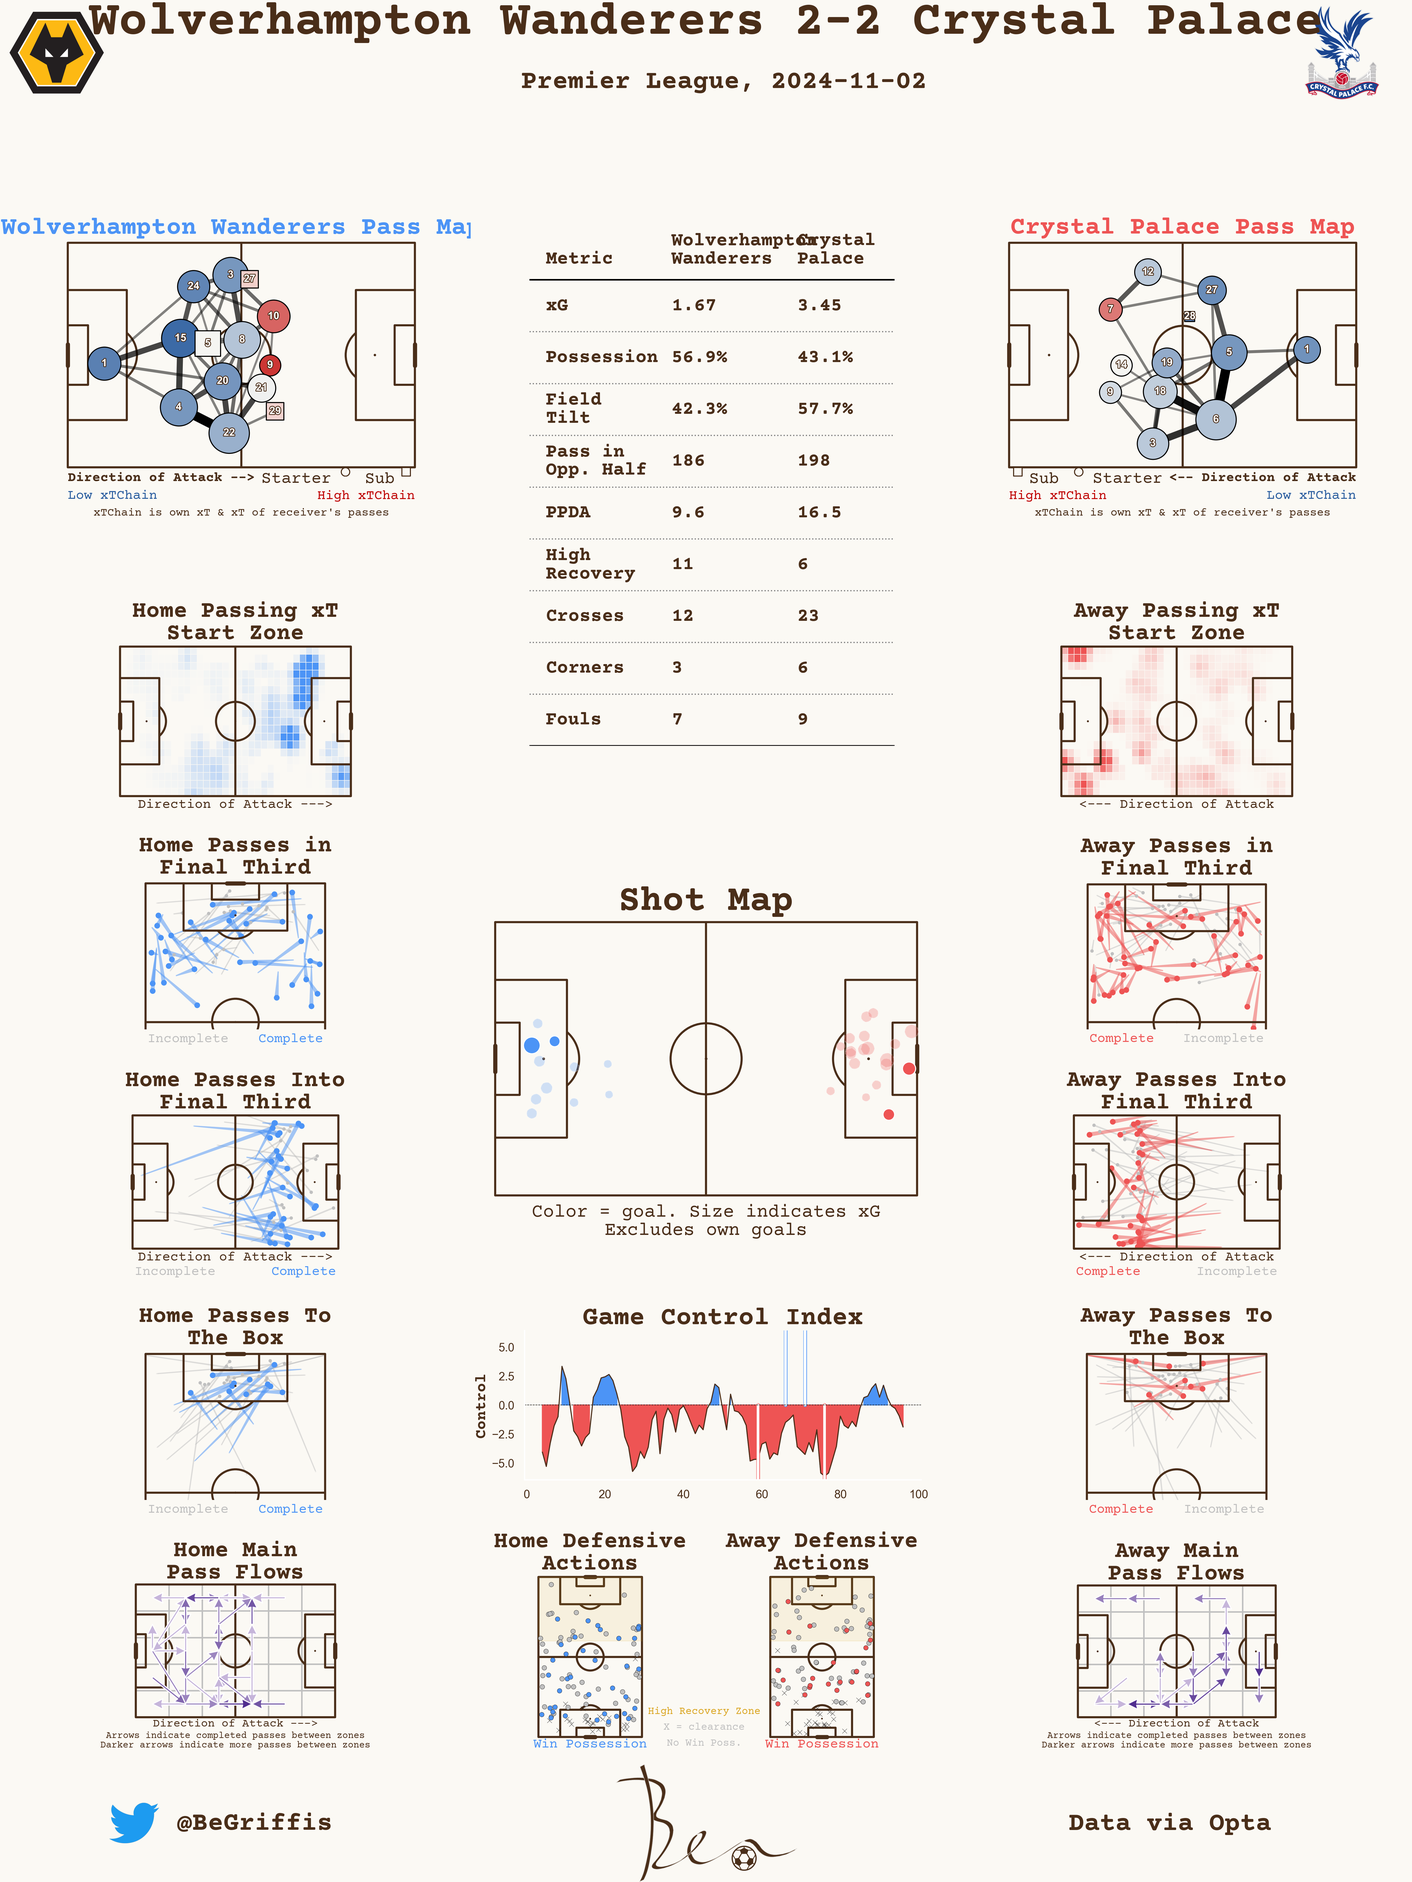 Wolverhampton Wanderers 2-2 Crystal Palace
Premier League, 2024-11-02
CRYSTAL PALACE F.C.
Wolverhampton Wanderers Pass Map
24
3
27
10
15
5
8
1
9
20
21
4
29
22
Direction of Attack --> Starter Sub
Low xTChain High xTChain
xTChain is own xT & xT of receiver's passes
Metric Wolverhampton Wanderers Crystal Palace
xG 1.67 3.45
Possession 56.9% 43.1%
Field Tilt 42.3% 57.7%
Pass in Opp. Half 186 198
PPDA 9.6 16.5
High Recovery 11 6
Crosses 12 23
Corners 3 6
Fouls 7 9
Crystal Palace Pass Map
12
27
7
28
5
1
14
19
9
18
6
3
Sub Starter <-- Direction of Attack
High xTChain Low xTChain
xTChain is own xT & xT of receiver's passes
Home Passing xT
Start Zone
Direction of Attack --->
Away Passing xT
Start Zone
<--- Direction of Attack
Home Passes in
Final Third
Incomplete Complete
Away Passes in
Final Third
Complete Incomplete
Shot Map
Color = goal. Size indicates xG
Excludes own goals
Home Passes Into
Final Third
Direction of Attack --->
Incomplete Complete
Away Passes Into
Final Third
<--- Direction of Attack
Complete Incomplete
Home Passes To
The Box
Incomplete Complete
Game Control Index
Control
5.0
2.5
0.0
−2.5
−5.0
0 20 40 60 80 100
Away Passes To
The Box
Complete Incomplete
Home Main
Pass Flows
Direction of Attack --->
Arrows indicate completed passes between zones
Darker arrows indicate more passes between zones
Home Defensive
Actions
Win Possession
High Recovery Zone
X = clearance
No Win Poss.
Away Defensive
Actions
Win Possession
Away Main
Pass Flows
<--- Direction of Attack
Arrows indicate completed passes between zones
Darker arrows indicate more passes between zones
@BeGriffis
Ben
Data via Opta